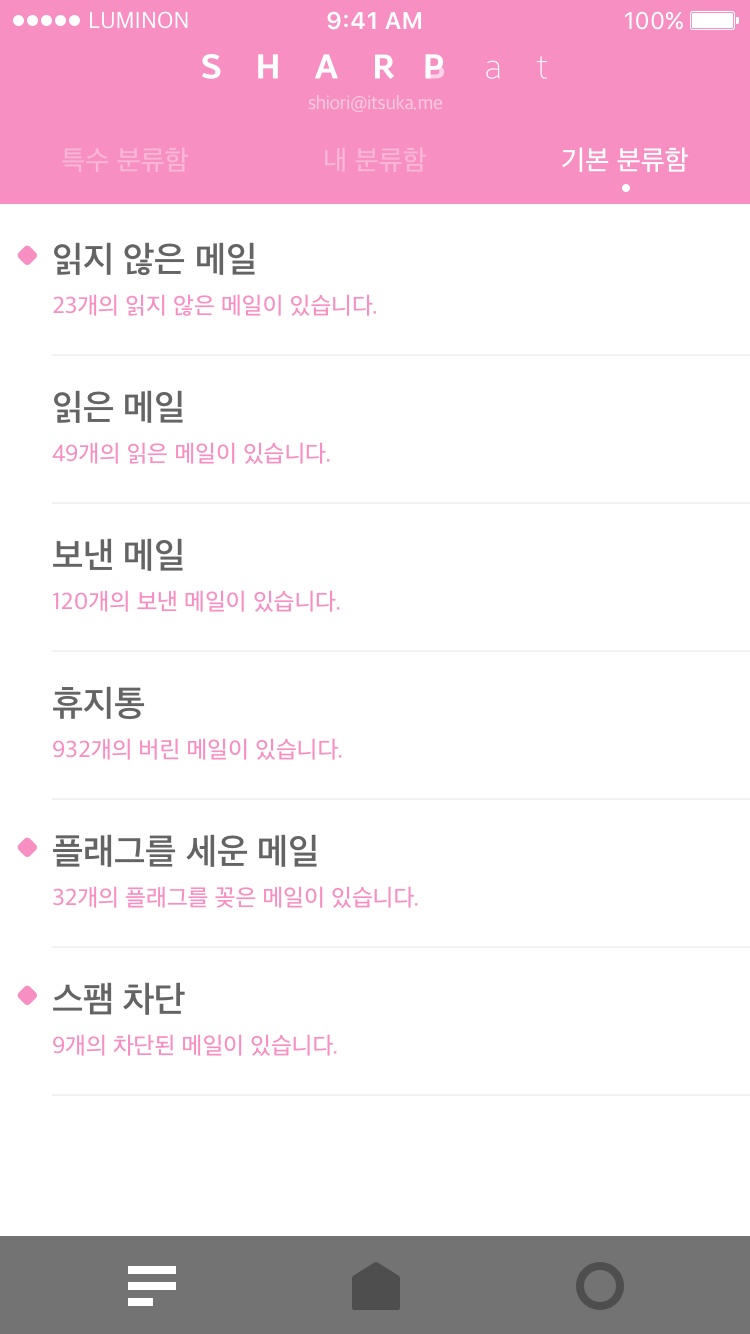 LUMINON 9:41 AM 100%
SHARBat
shiori@itsuka.me
특수 분류함 내 분류함 기본 분류함
읽지 않은 메일
23개의 읽지 않은 메일이 있습니다.
읽은 메일
49개의 읽은 메일이 있습니다.
보낸 메일
120개의 보낸 메일이 있습니다.
휴지통
932개의 버린 메일이 있습니다.
플래그를 세운 메일
32개의 플래그를 꽂은 메일이 있습니다.
스팸 차단
9개의 차단된 메일이 있습니다.